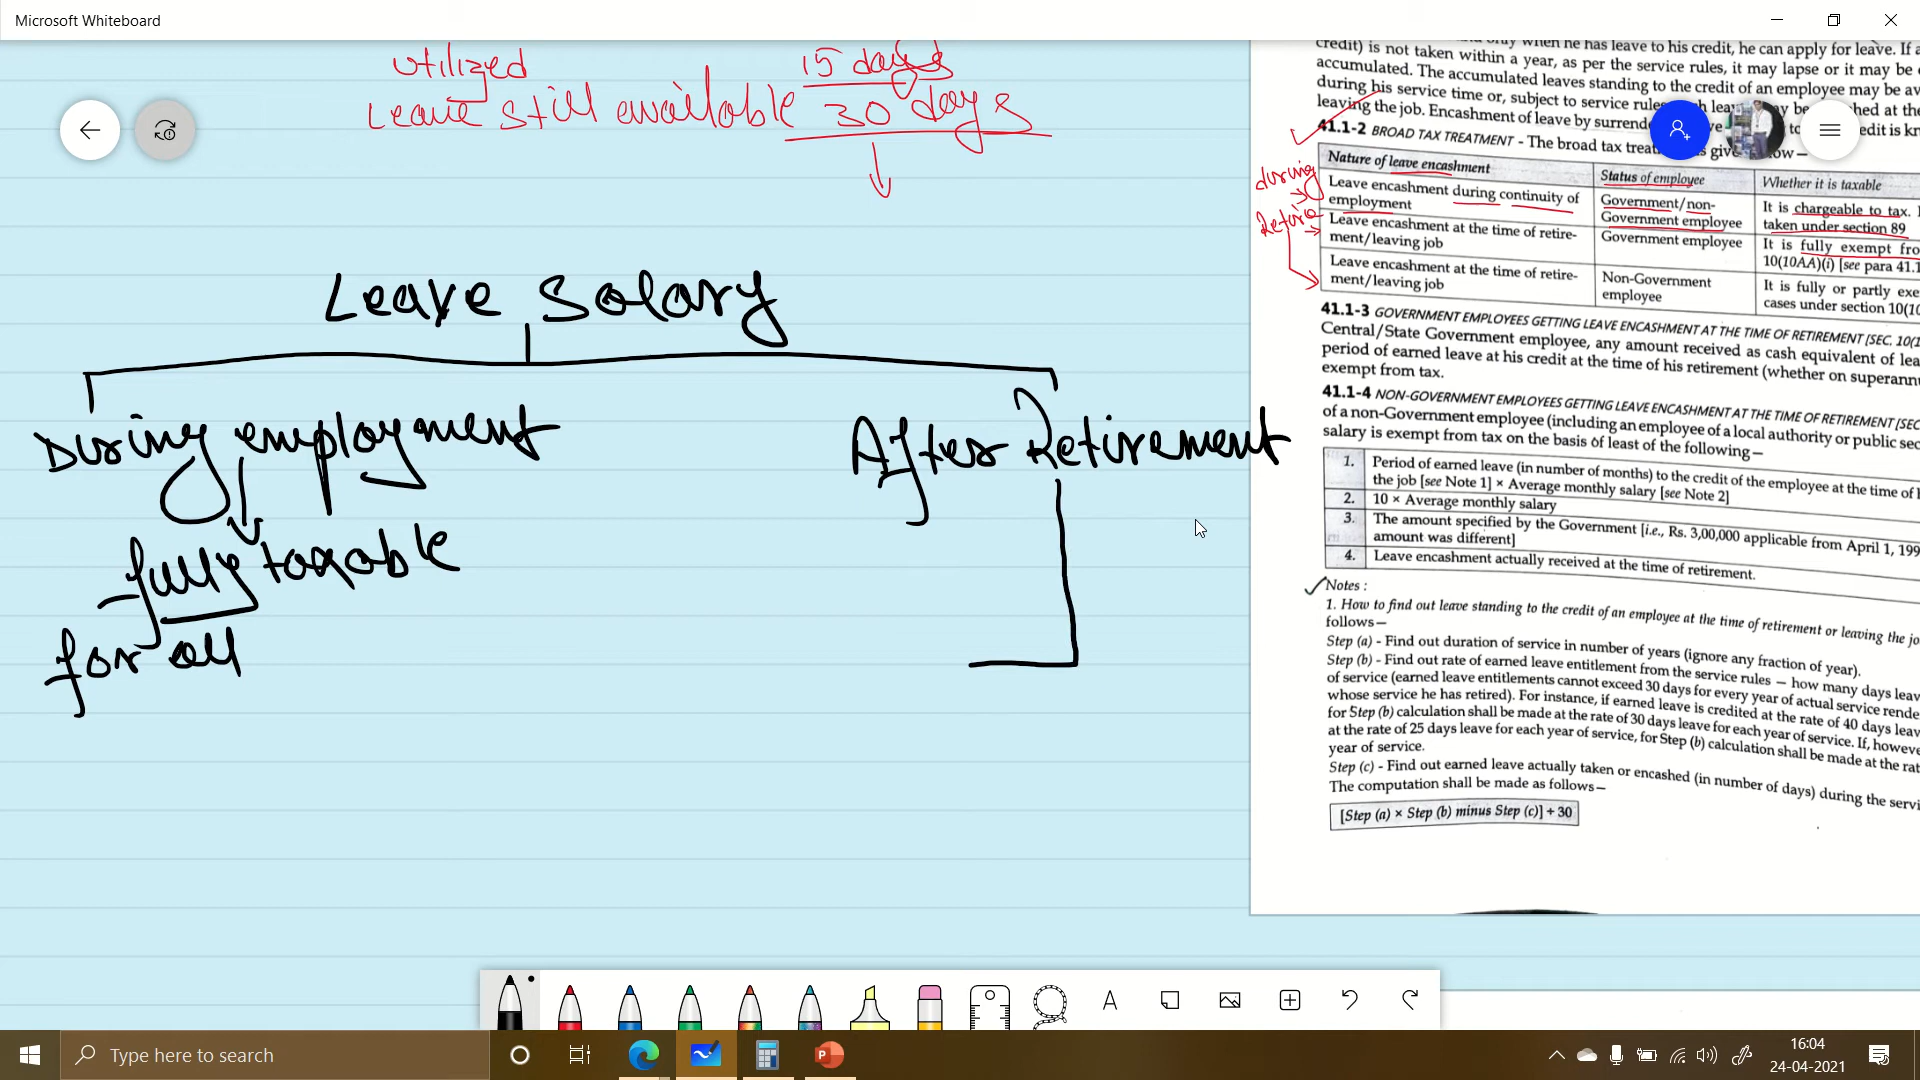 Microsoft Whiteboard
utilized 15 days
Leave still available 30 days
Leave Salary
During employment
After Retirement
fully taxable
for all
during
Retire
only when he has leave to his credit, he can apply for leave. If a
credit) is not taken within a year, as per the service rules, it may lapse or it may be
accumulated. The accumulated leaves standing to the credit of an employee may be av
during his service time or, subject to service rules
leaving the job. Encashment of leave by
41.1-2 BROAD TAX TREATMENT - The broad tax
Nature of leave encashment Status of employee Whether it is taxable
Leave encashment during continuity of employment Government/non-Government employee It is chargeable to tax.
taken under section 89
Leave encashment at the time of retire-
ment/leaving job Government employee It is fully exempt
10(10AA)(i) [see para 41.1
Leave encashment at the time of retire-
ment/leaving job Non-Government
employee It is fully or partly
cases under section
41.1-3 GOVERNMENT EMPLOYEES GETTING LEAVE ENCASHMENT AT THE TIME OF RETIREMENT [SEC. 10(1
Central/State Government employee, any amount received as cash equivalent of
period of earned leave at his credit at the time of his retirement (whether on
exempt from tax.
41.1-4 NON-GOVERNMENT EMPLOYEES GETTING LEAVE ENCASHMENT AT THE TIME OF RETIREMENT [SEC
of a non-Government employee (including an employee of a local authority or public
salary is exempt from tax on the basis of least of the following—
1. Period of earned leave (in number of months) to the credit of the employee at the time of
the job [see Note 1] × Average monthly salary [see Note 2]
2. 10 × Average monthly salary
3. The amount specified by the Government [i.e., Rs. 3,00,000 applicable from April 1, 199
amount was different]
4. Leave encashment actually received at the time of retirement.
Notes :
1. How to find out leave standing to the credit of an employee at the time of retirement or leaving the
follows—
Step (a) - Find out duration of service in number of years (ignore any fraction of year).
Step (b) - Find out rate of earned leave entitlement from the service rules — how many days
of service (earned leave entitlements cannot exceed 30 days for every year of actual service
whose service he has retired). For instance, if earned leave is credited at the rate of 40 days
for Step (b) calculation shall be made at the rate of 30 days leave for each year of service. If,
at the rate of 25 days leave for each year of service, for Step (b) calculation shall be made at the
year of service.
Step (c) - Find out earned leave actually taken or encashed (in number of days) during the
The computation shall be made as follows—
[Step (a) × Step (b) minus Step (c)] ÷ 30
Type here to search
16:04
24-04-2021